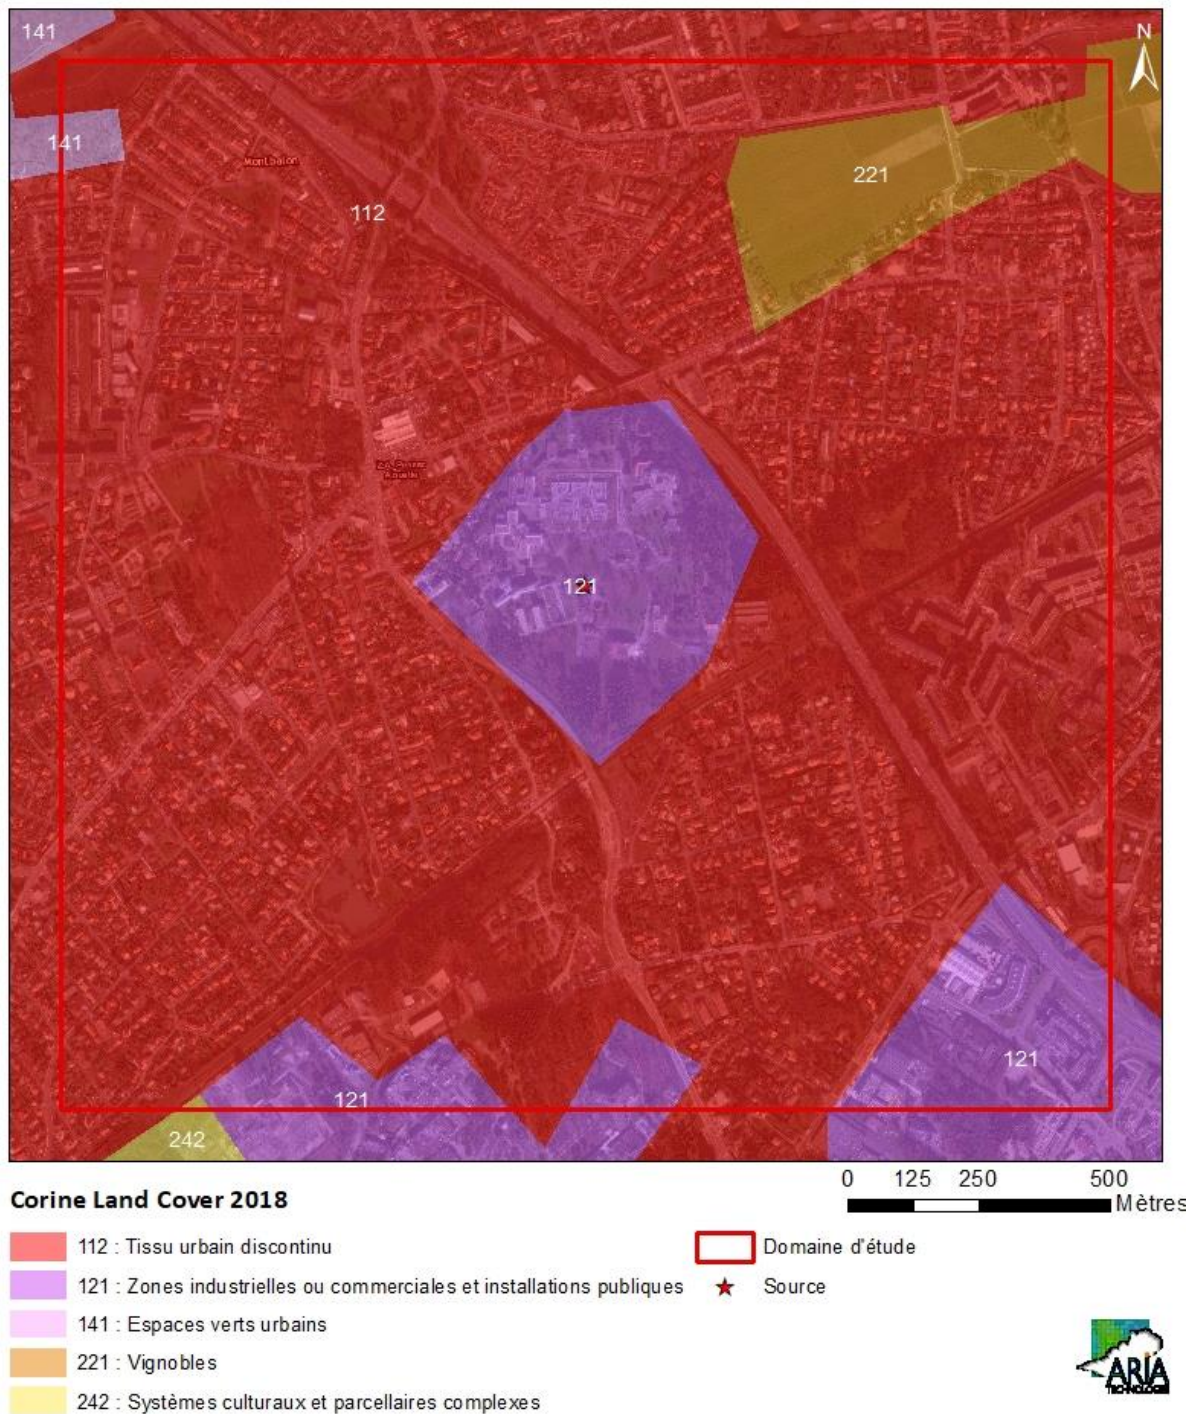 141
N
141
Montbalon
221
112
121
121
121
242
0 125 250 500
Mètres
Corine Land Cover 2018
112 : Tissu urbain discontinu
Domaine d'étude
121 : Zones industrielles ou commerciales et installations publiques
Source
141 : Espaces verts urbains
221 : Vignobles
242 : Systèmes culturaux et parcellaires complexes
ARIA
TECHNOLOGIES